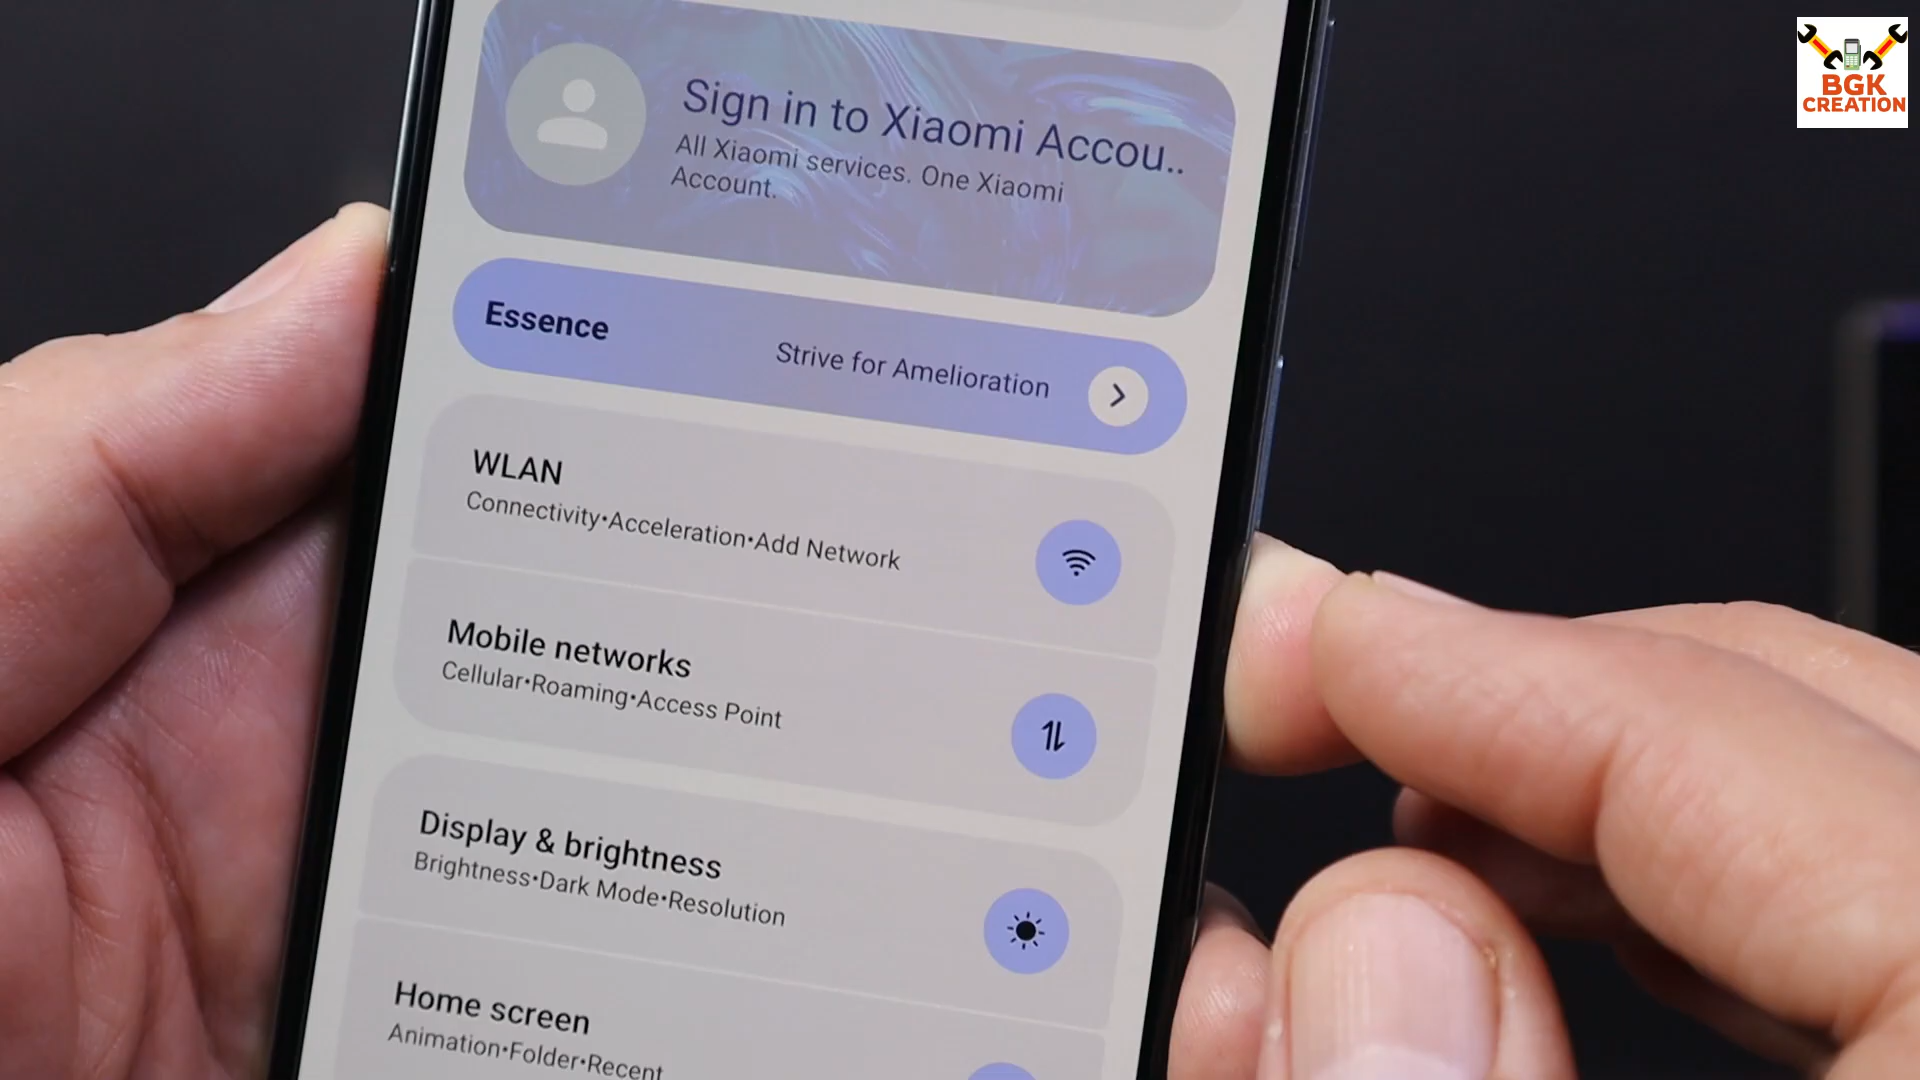 BGK
CREATION
Sign in to Xiaomi Accou..
All Xiaomi services. One Xiaomi
Account.
Essence
Strive for Amelioration
WLAN
Connectivity•Acceleration•Add Network
Mobile networks
Cellular•Roaming•Access Point
Display & brightness
Brightness•Dark Mode•Resolution
Home screen
Animation•Folder•Recent